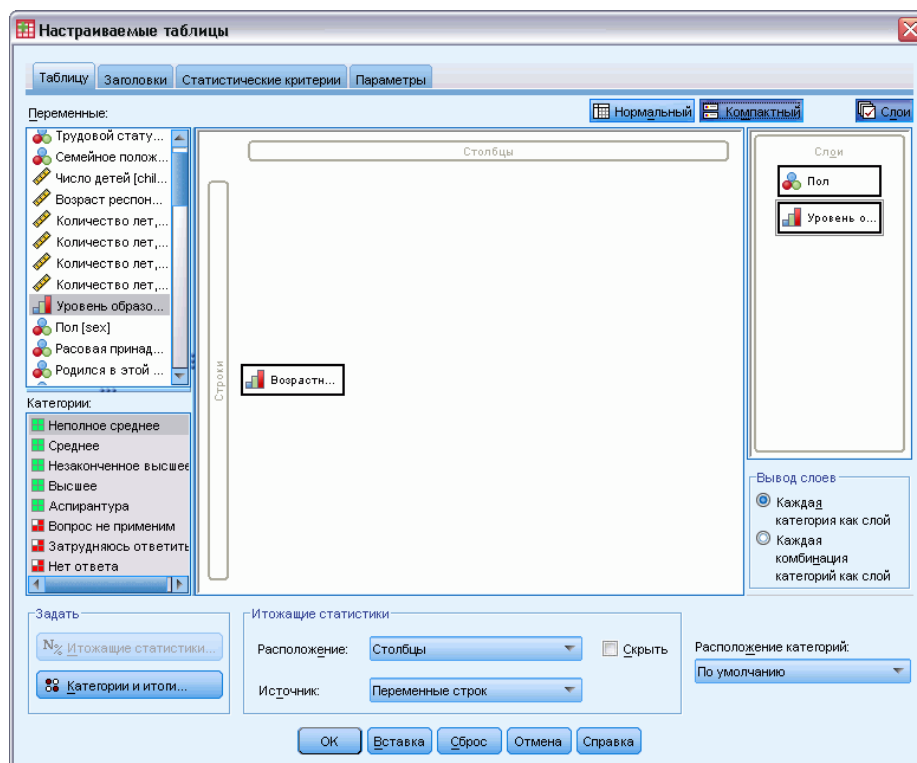 Настраиваемые таблицы
Таблицу Заголовки Статистические критерии Параметры
Переменные:
Нормальный Компактный Слои
Трудовой стату...
Семейное полож...
Число детей [chil...
Возраст респон...
Количество лет,...
Количество лет,...
Количество лет,...
Количество лет,...
Уровень образо...
Пол [sex]
Расовая принад...
Родился в этой ...
Категории:
Неполное среднее
Среднее
Незаконченное высшее
Высшее
Аспирантура
Вопрос не применим
Затрудняюсь ответить
Нет ответа
Столбцы
Строки
Возрастн...
Слои
Пол
Уровень о...
Вывод слоев
Каждая
категория как слой
Каждая
комбинация
категорий как слой
Задать
N% Итожащие статистики...
Категории и итоги...
Итожащие статистики
Расположение: Столбцы Скрыть
Источник: Переменные строк
Расположение категорий:
По умолчанию
OK Вставка Сброс Отмена Справка